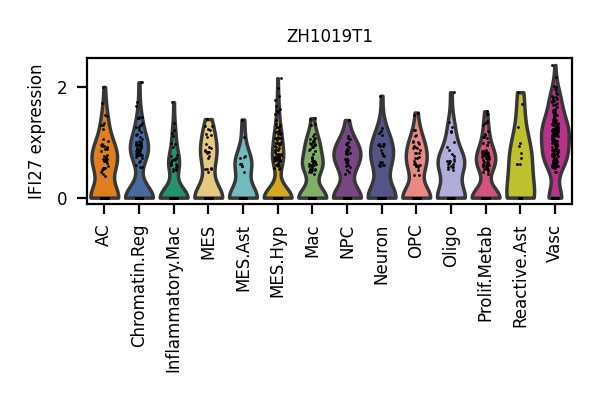 ZH1019T1
IFI27 expression
2
0
AC
Chromatin.Reg
Inflammatory.Mac
MES
MES.Ast
MES.Hyp
Mac
NPC
Neuron
OPC
Oligo
Prolif.Metab
Reactive.Ast
Vasc